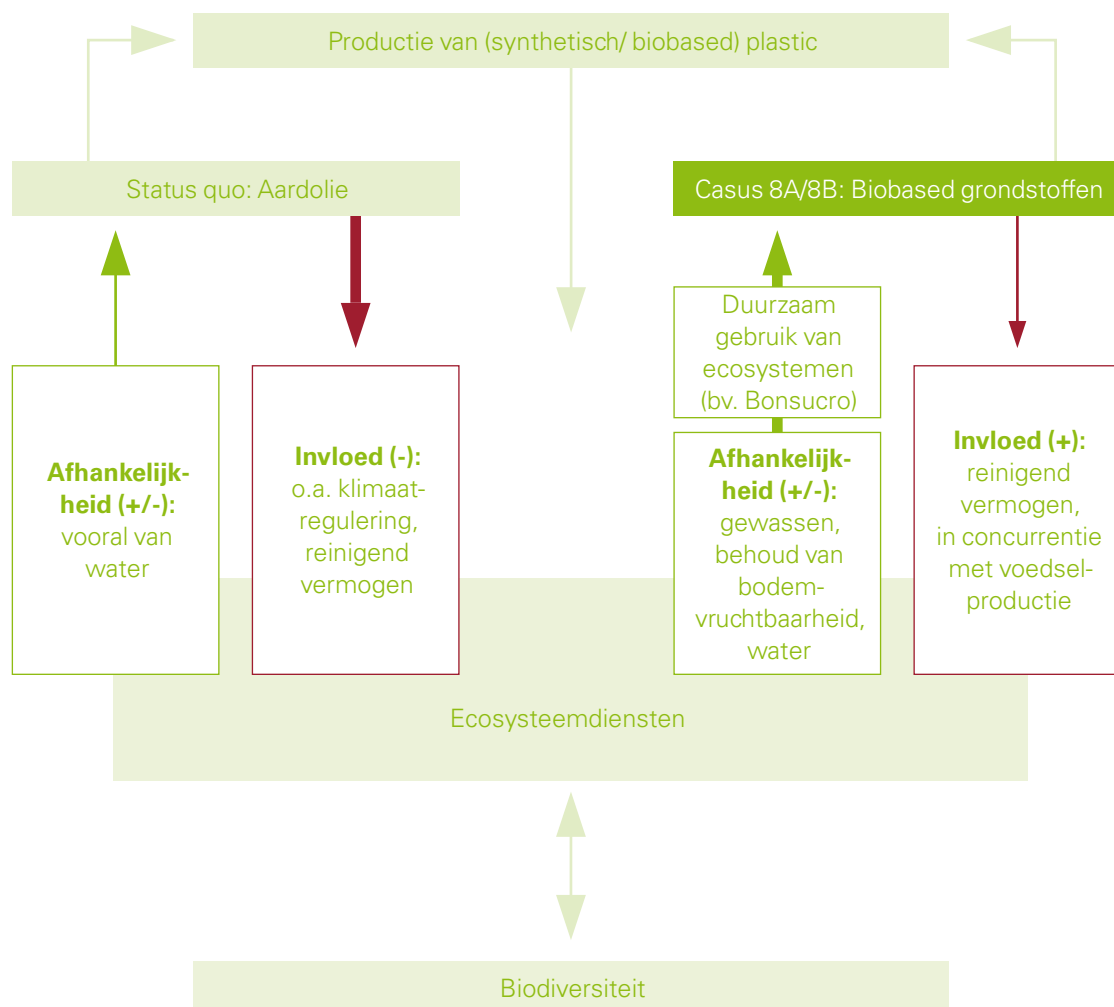 Productie van (synthetisch/ biobased) plastic
Status quo: Aardolie
Casus 8A/8B: Biobased grondstoffen
Afhankelijk-
heid (+/-):
vooral van
water
Invloed (-):
o.a. klimaat-
regulering,
reinigend
vermogen
Duurzaam
gebruik van
ecosystemen
(bv. Bonsucro)
Afhankelijk-
heid (+/-):
gewassen,
behoud van
bodem-
vruchtbaarheid,
water
Invloed (+):
reinigend
vermogen,
in concurrentie
met voedsel-
productie
Ecosysteemdiensten
Biodiversiteit